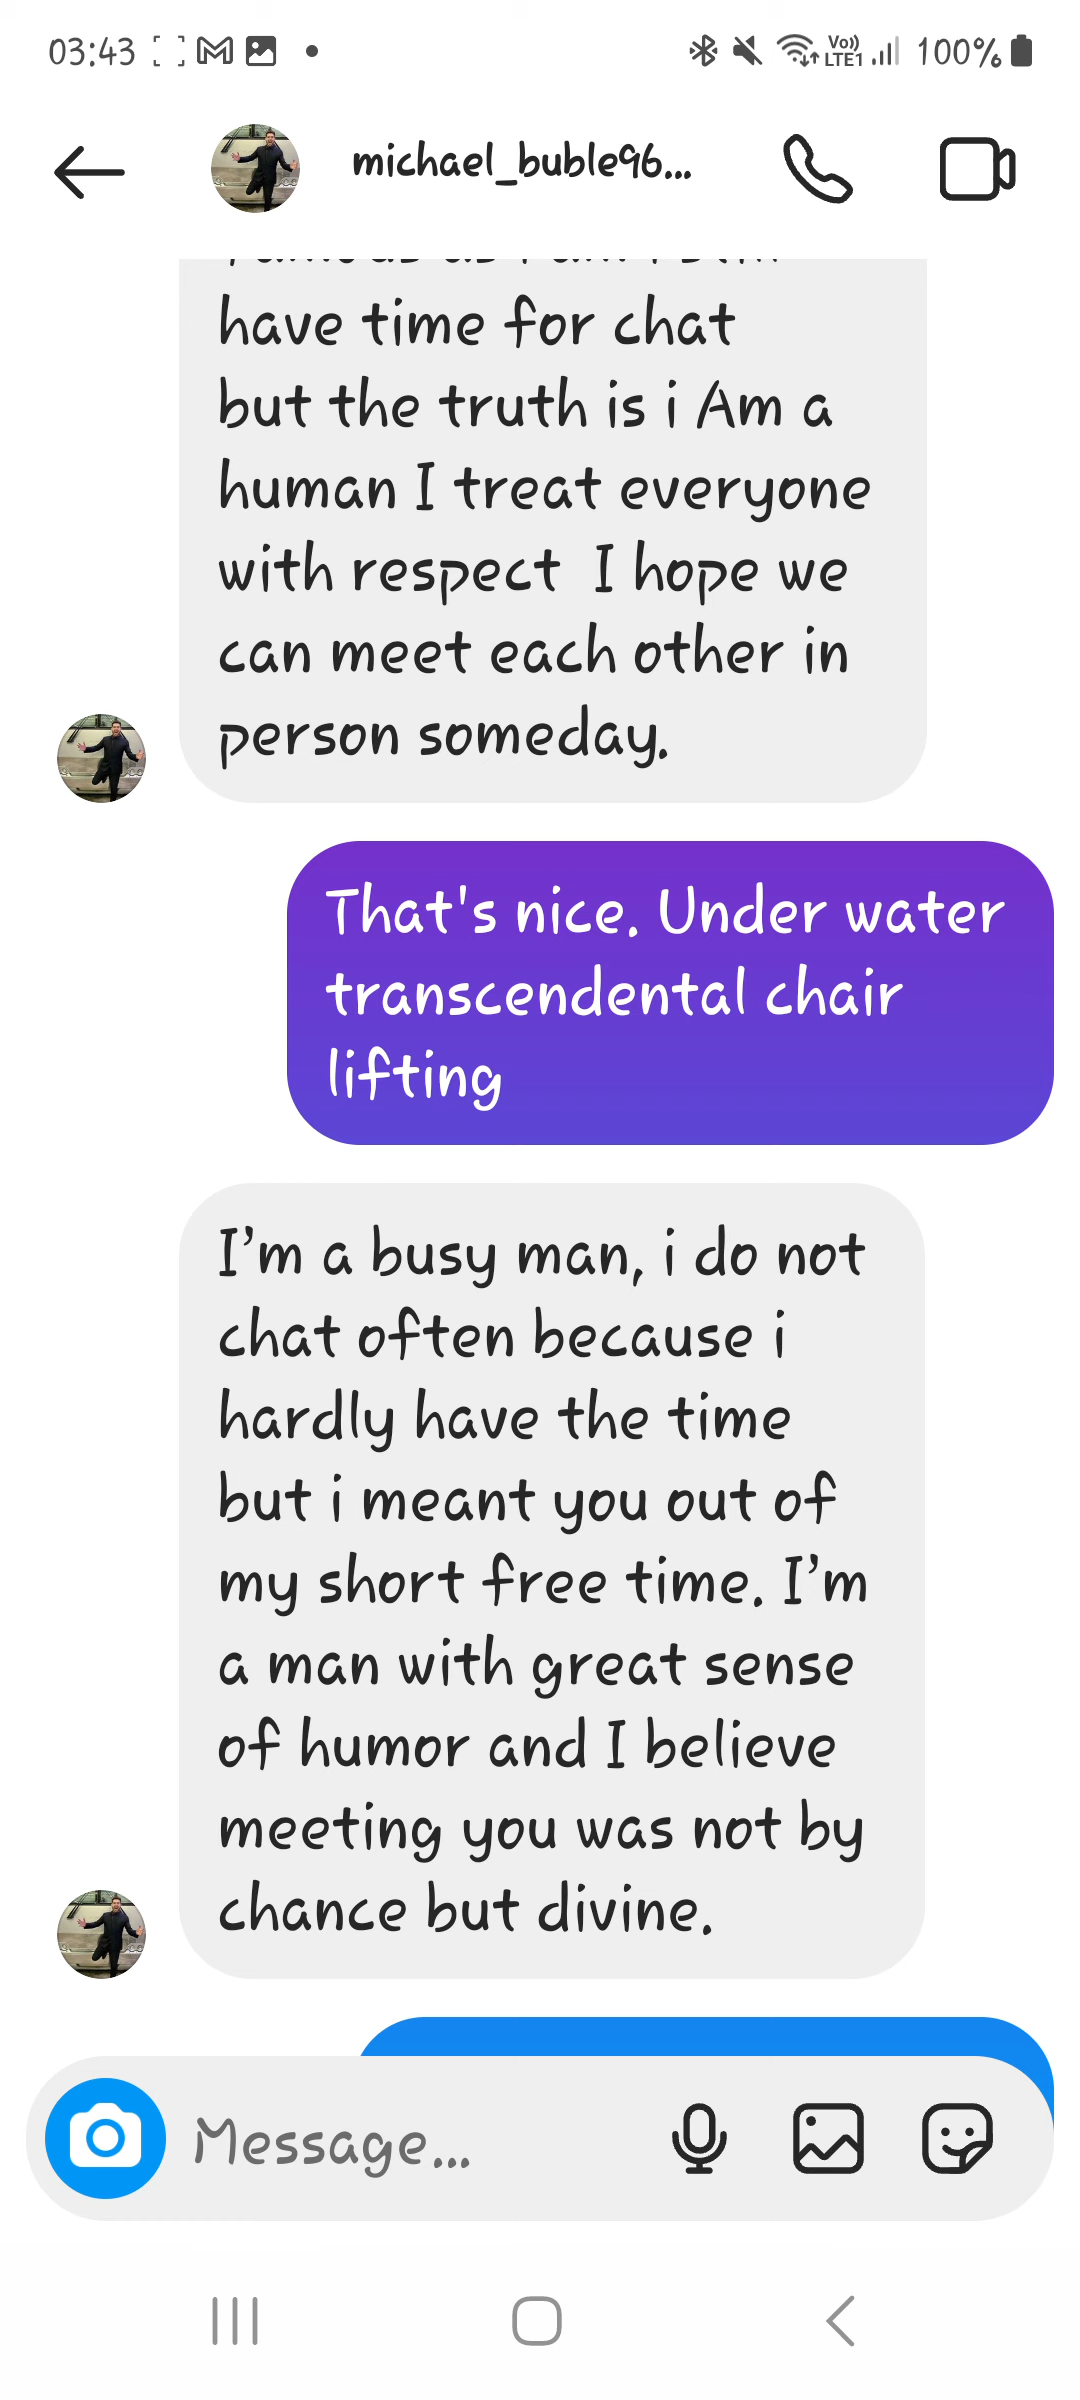 03:43
Vo))
LTE1
100%
michael_buble96...
have time for chat
but the truth is i Am a
human I treat everyone
with respect  I hope we
can meet each other in
person someday.
That's nice. Under water
transcendental chair
lifting
I’m a busy man, i do not
chat often because i
hardly have the time
but i meant you out of
my short free time. I’m
a man with great sense
of humor and I believe
meeting you was not by
chance but divine.
Message...